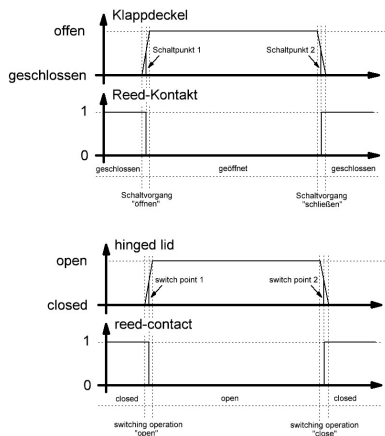 Klappdeckel
offen
Schaltpunkt 1
Schaltpunkt 2
geschlossen
Reed-Kontakt
1
0
geschlossen
geöffnet
geschlossen
Schaltvorgang
"öffnen"
Schaltvorgang
"schließen"
hinged lid
open
switch point 1
switch point 2
closed
reed-contact
1
0
closed
open
closed
switching operation
"open"
switching operation
"close"